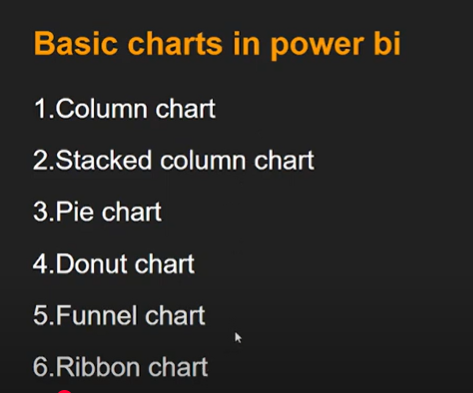 Basic charts in power bi
1.Column chart
2.Stacked column chart
3.Pie chart
4.Donut chart
5.Funnel chart
6.Ribbon chart